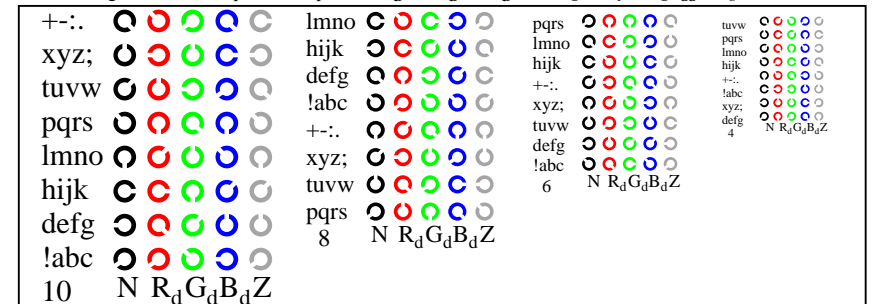 +-:.
xyz;
tuvw
pqrs
lmno
hijk
defg
!abc
10 N RdGdBdZ
lmno
hijk
defg
!abc
+-:.
xyz;
tuvw
pqrs
8 N RdGdBdZ
pqrs
lmno
hijk
+-:.
xyz;
tuvw
defg
!abc
6 N RdGdBdZ
tuvw
pqrs
lmno
hijk
+-:.
!abc
xyz;
defg
4 N RdGdBdZ